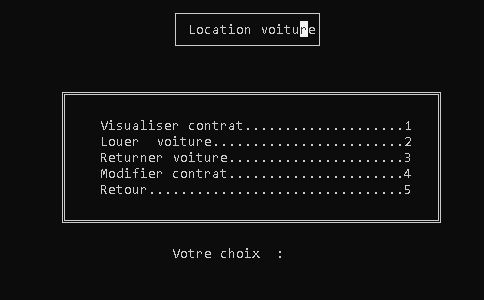 Location voiture
Visualiser contrat....................1
Louer  voiture........................2
Returner voiture......................3
Modifier contrat......................4
Retour................................5
Votre choix  :